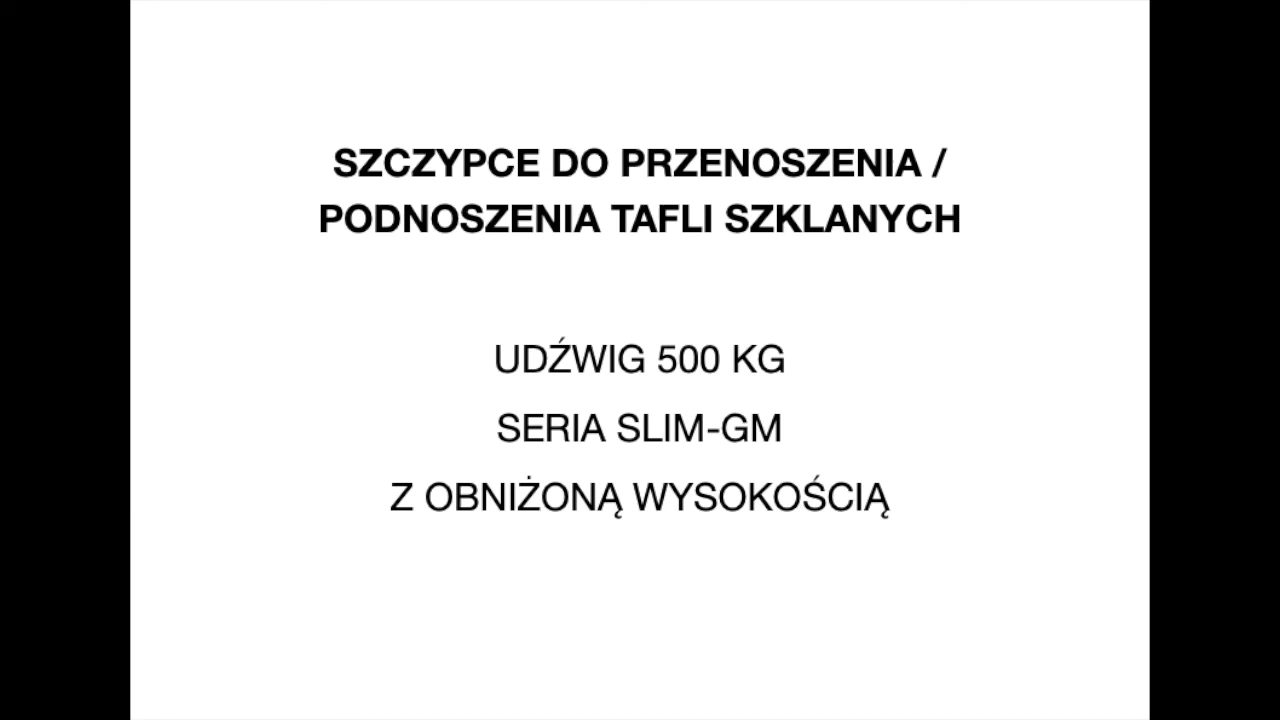 SZCZYPCE DO PRZENOSZENIA /
PODNOSZENIA TAFLI SZKLANYCH
UDŹWIG 500 KG
SERIA SLIM-GM
Z OBNIŻONĄ WYSOKOŚCIĄ